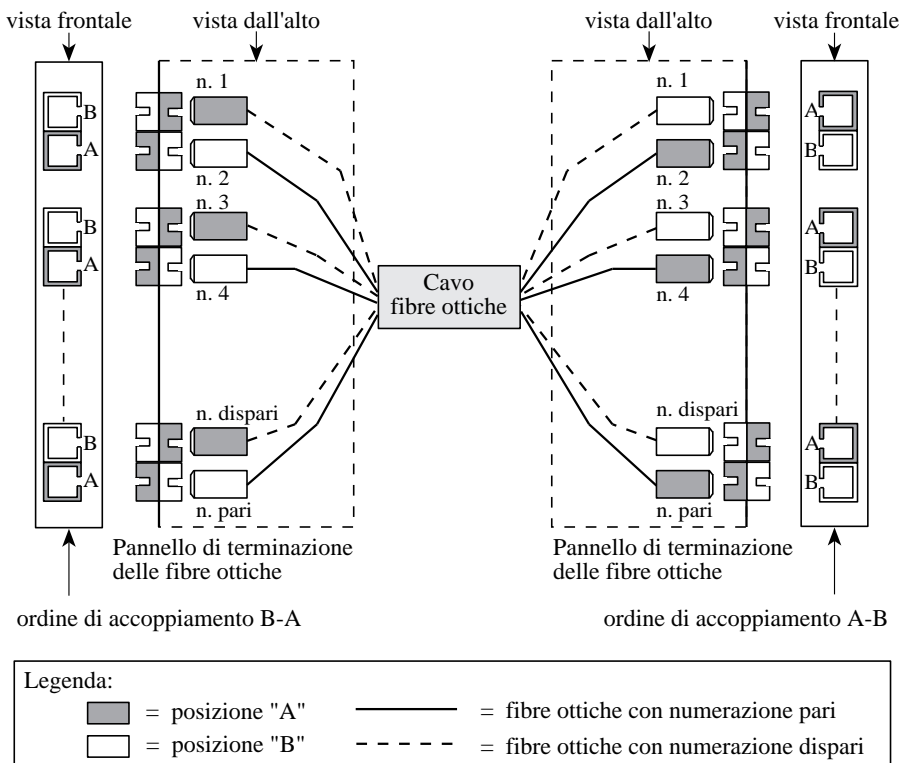 vista frontale
vista dall'alto
vista dall'alto
vista frontale
n. 1
n. 1
B
A
A
B
n. 2
n. 2
n. 3
n. 3
B
A
A
B
n. 4
n. 4
Cavo
fibre ottiche
n. dispari
n. dispari
B
A
A
B
n. pari
n. pari
Pannello di terminazione
delle fibre ottiche
Pannello di terminazione
delle fibre ottiche
ordine di accoppiamento B-A
ordine di accoppiamento A-B
Legenda:
= posizione "A"
= fibre ottiche con numerazione pari
= posizione "B"
= fibre ottiche con numerazione dispari